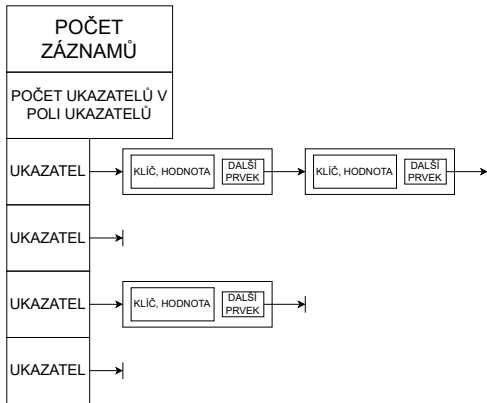 POČET
ZÁZNAMŮ
POČET UKAZATELŮ V
POLI UKAZATELŮ
UKAZATEL
KLÍČ, HODNOTA
DALŠÍ
PRVEK
KLÍČ, HODNOTA
DALŠÍ
PRVEK
UKAZATEL
UKAZATEL
KLÍČ, HODNOTA
DALŠÍ
PRVEK
UKAZATEL